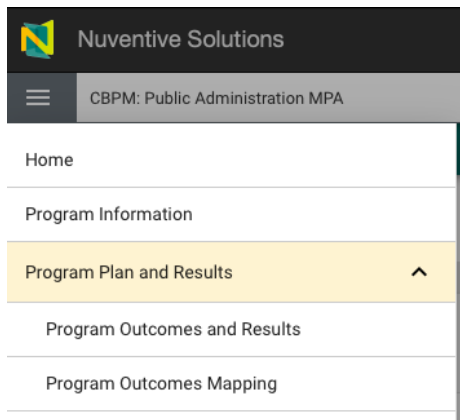 Nuventive Solutions
CBPM: Public Administration MPA
Home
Program Information
Program Plan and Results
Program Outcomes and Results
Program Outcomes Mapping